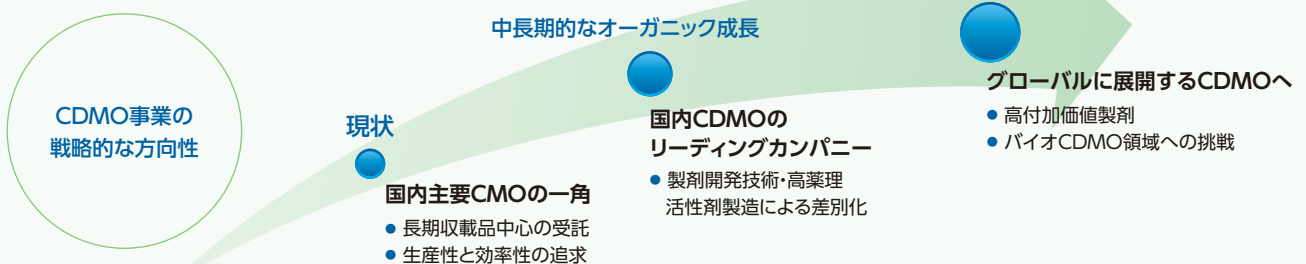 CDMO事業の
戦略的な方向性
現状
国内主要CMOの一角
● 長期収載品中心の受託
● 生産性と効率性の追求
中長期的なオーガニック成長
国内CDMOの
リーディングカンパニー
● 製剤開発技術・高薬理
活性剤製造による差別化
グローバルに展開するCDMOへ
● 高付加価値製剤
● バイオCDMO領域への挑戦